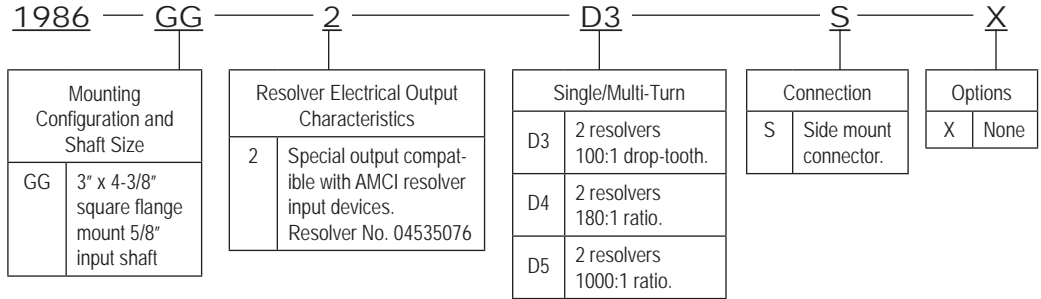 1986 GG 2 D3 S X
Mounting
Configuration and
Shaft Size
GG
3" x 4-3/8"
square flange
mount 5/8"
input shaft
Resolver Electrical Output
Characteristics
2
Special output compat-
ible with AMCI resolver
input devices.
Resolver No. 04535076
Single/Multi-Turn
D3
2 resolvers
100:1 drop-tooth.
D4
2 resolvers
180:1 ratio.
D5
2 resolvers
1000:1 ratio.
Connection
S
Side mount
connector.
Options
X
None